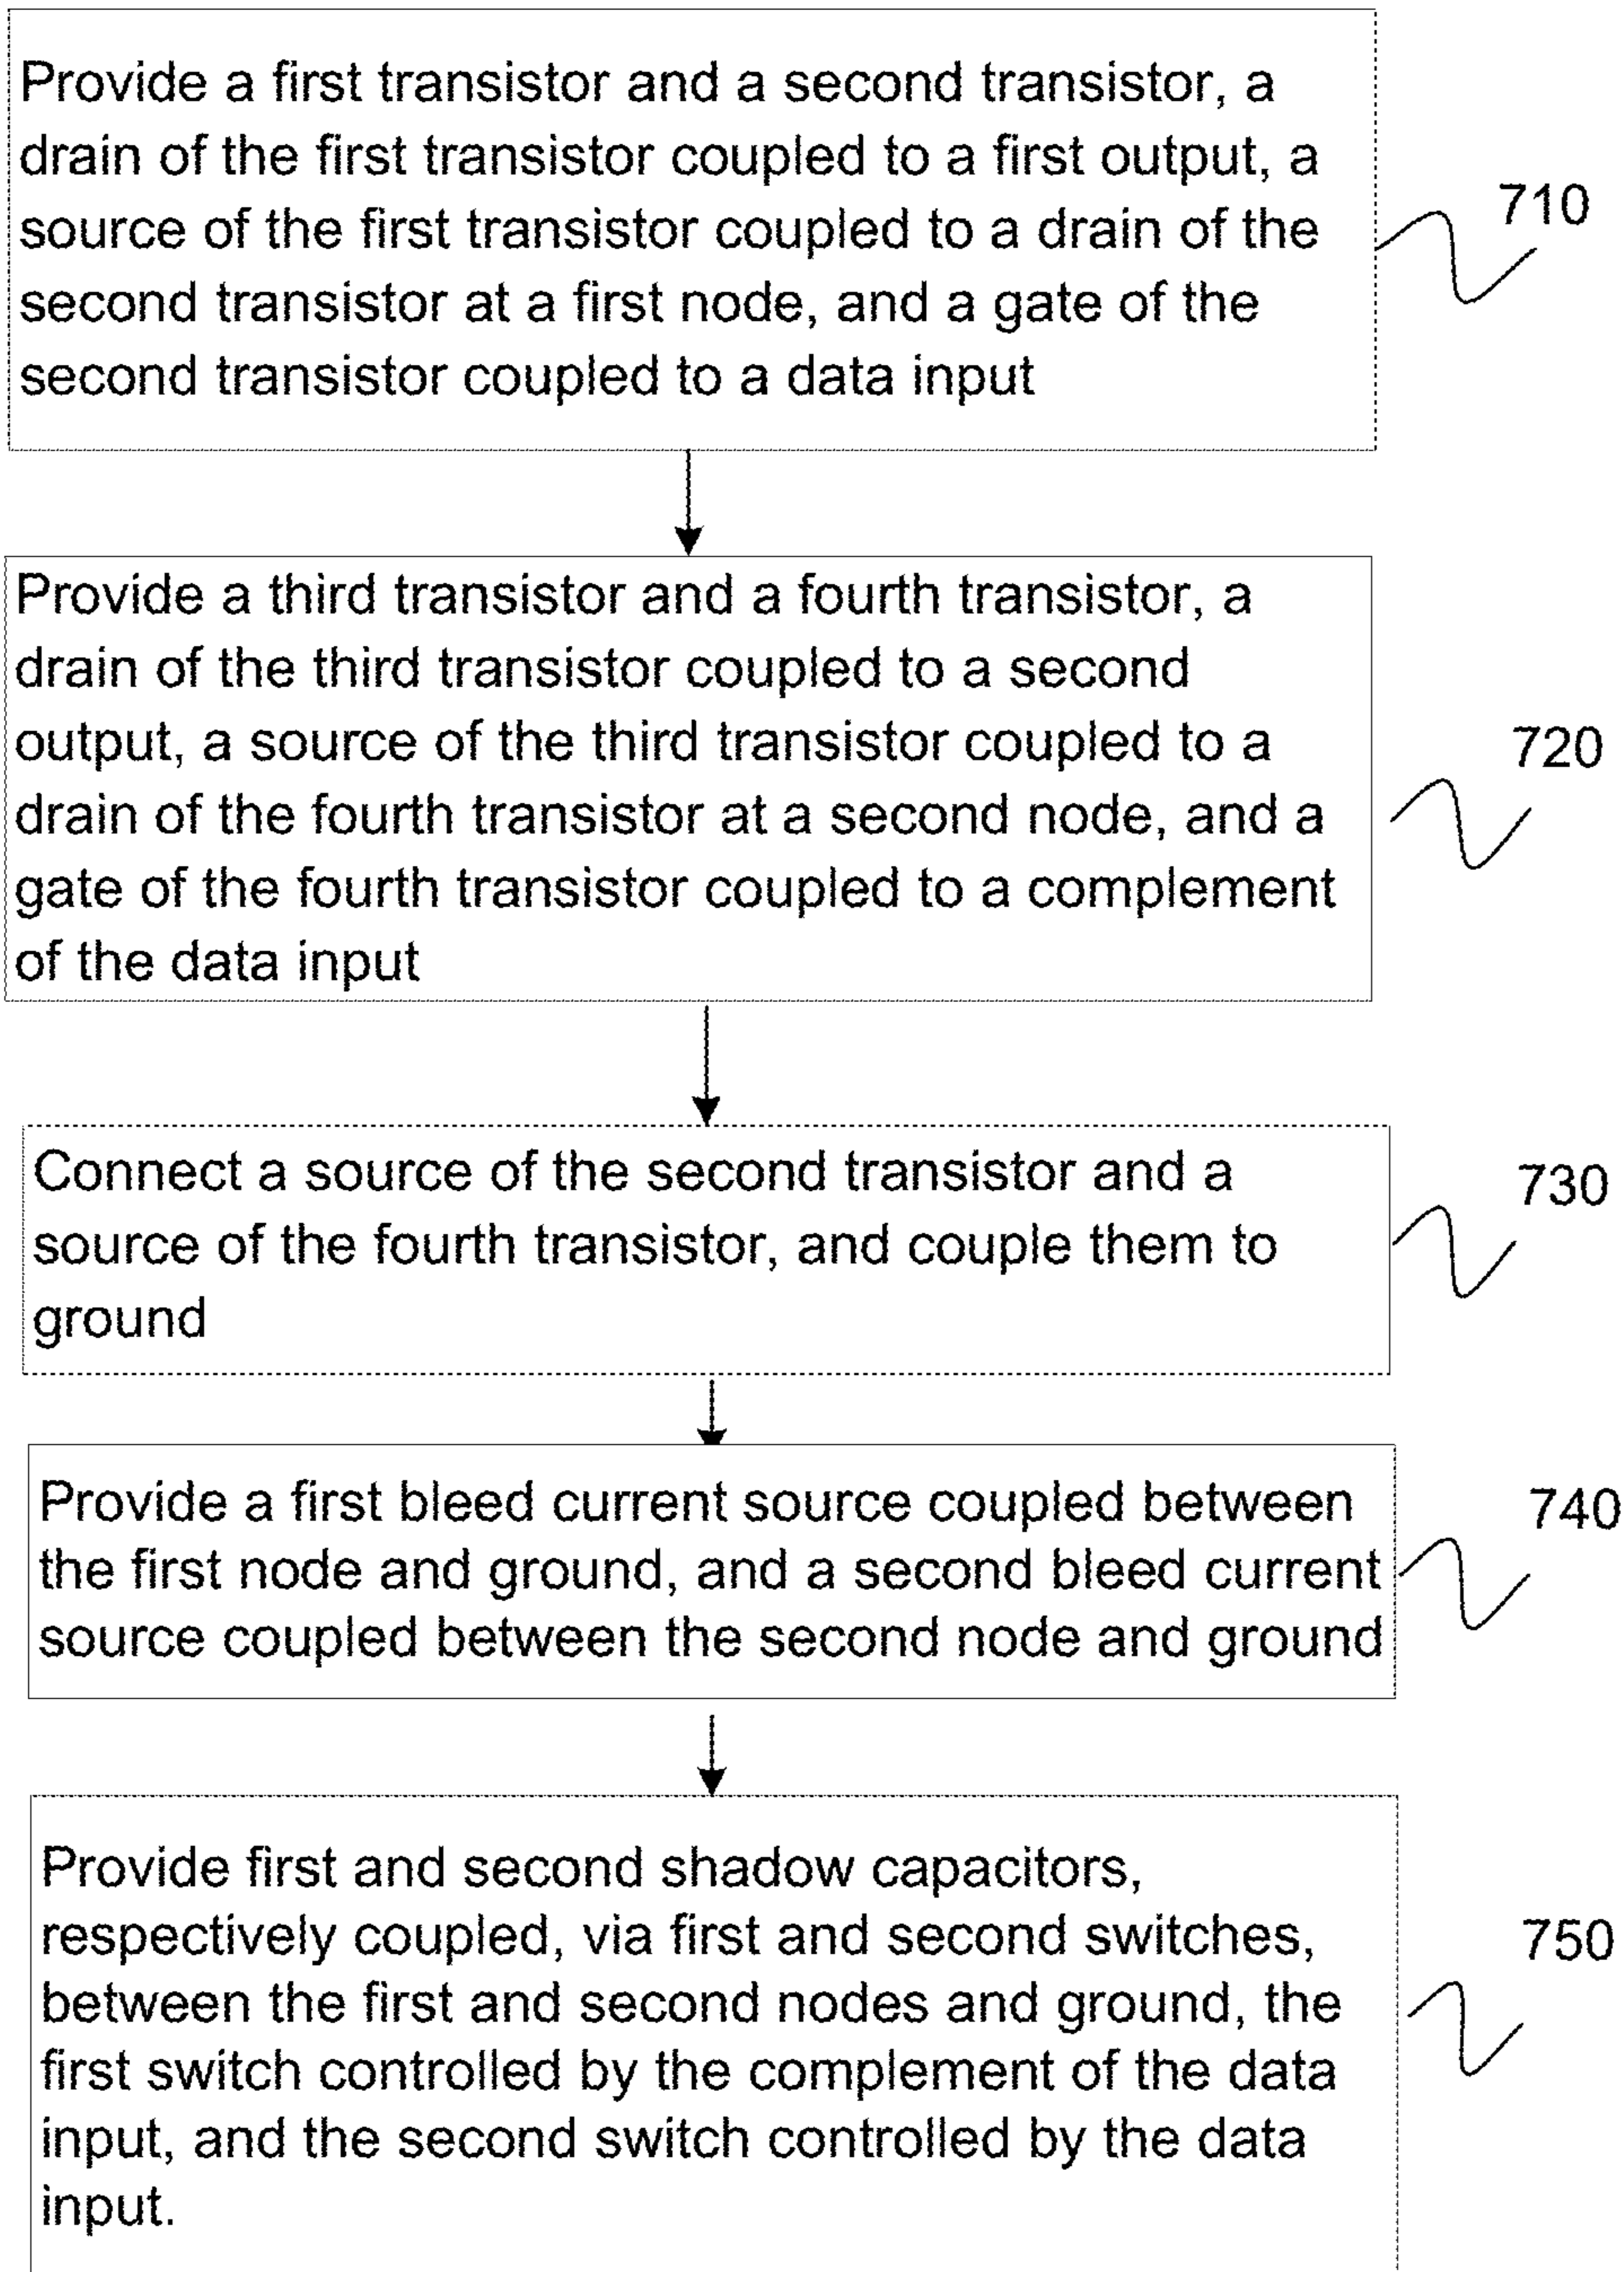 Provide a first transistor and a second transistor, a
drain of the first transistor coupled to a first output, a
source of the first transistor coupled to a drain of the
second transistor at a first node, and a gate of the
second transistor coupled to a data input
710
Provide a third transistor and a fourth transistor, a
drain of the third transistor coupled to a second
output, a source of the third transistor coupled to a
drain of the fourth transistor at a second node, and a
gate of the fourth transistor coupled to a complement
of the data input
720
Connect a source of the second transistor and a
source of the fourth transistor, and couple them to
ground
730
Provide a first bleed current source coupled between
the first node and ground, and a second bleed current
source coupled between the second node and ground
740
Provide first and second shadow capacitors,
respectively coupled, via first and second switches,
between the first and second nodes and ground, the
first switch controlled by the complement of the data
input, and the second switch controlled by the data
input.
750